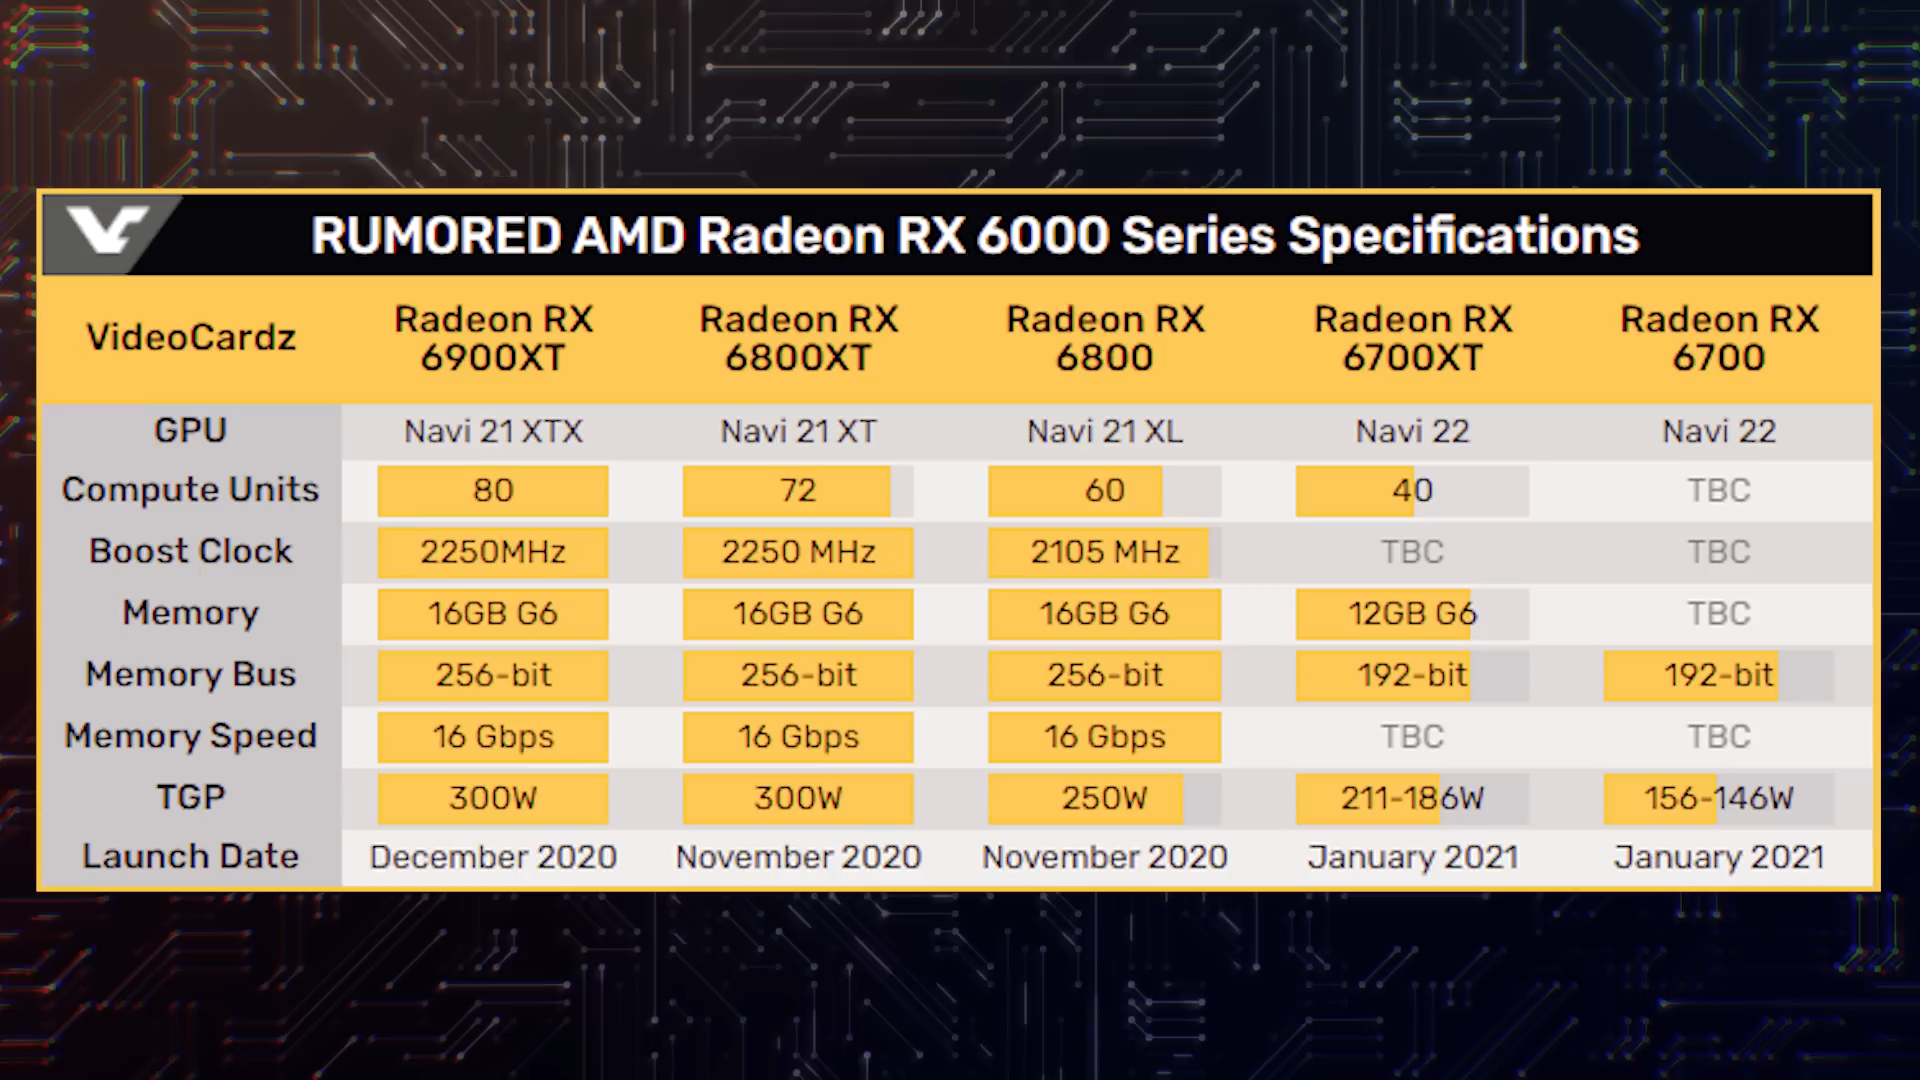 RUMORED AMD Radeon RX 6000 Series Specifications
VideoCardz
Radeon RX 6900XT
Radeon RX 6800XT
Radeon RX 6800
Radeon RX 6700XT
Radeon RX 6700
GPU Navi 21 XTX Navi 21 XT Navi 21 XL Navi 22 Navi 22
Compute Units 80 72 60 40 TBC
Boost Clock 2250MHz 2250 MHz 2105 MHz TBC TBC
Memory 16GB G6 16GB G6 16GB G6 12GB G6 TBC
Memory Bus 256-bit 256-bit 256-bit 192-bit 192-bit
Memory Speed 16 Gbps 16 Gbps 16 Gbps TBC TBC
TGP 300W 300W 250W 211-186W 156-146W
Launch Date December 2020 November 2020 November 2020 January 2021 January 2021